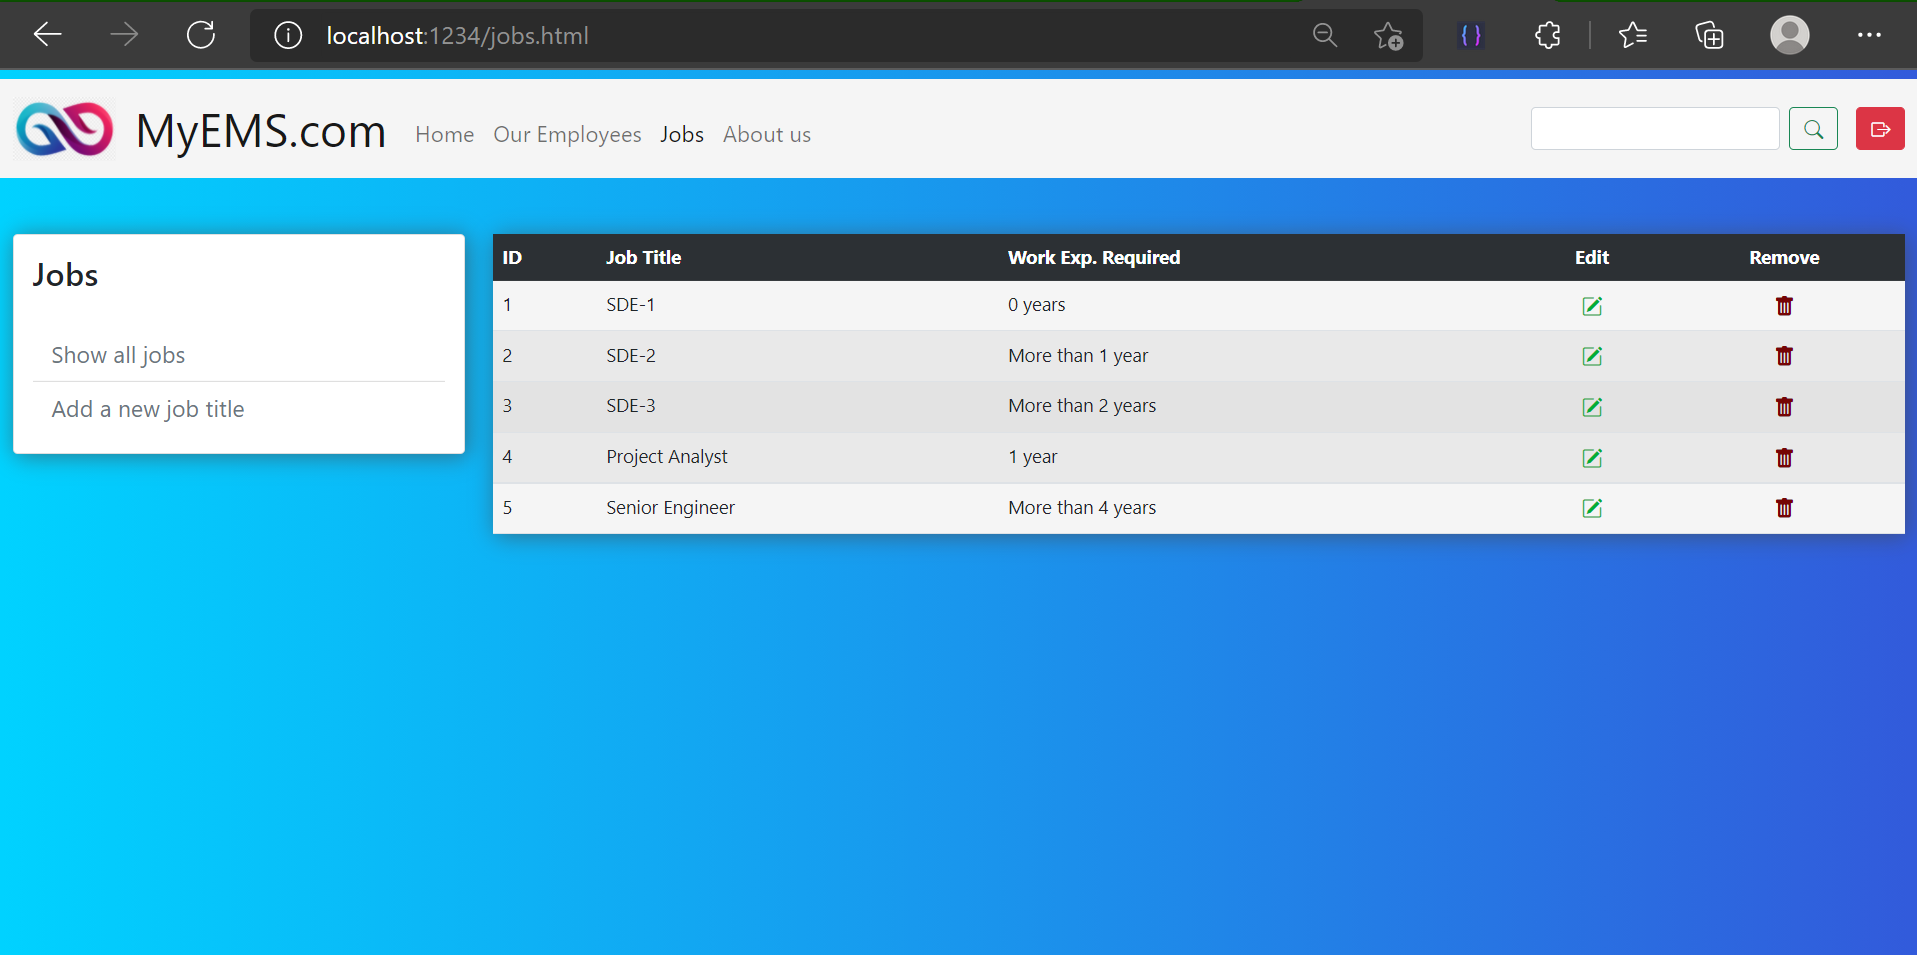 localhost:1234/jobs.html
MyEMS.com Home Our Employees Jobs About us
Jobs
Show all jobs
Add a new job title
ID Job Title Work Exp. Required Edit Remove
1 SDE-1 0 years
2 SDE-2 More than 1 year
3 SDE-3 More than 2 years
4 Project Analyst 1 year
5 Senior Engineer More than 4 years